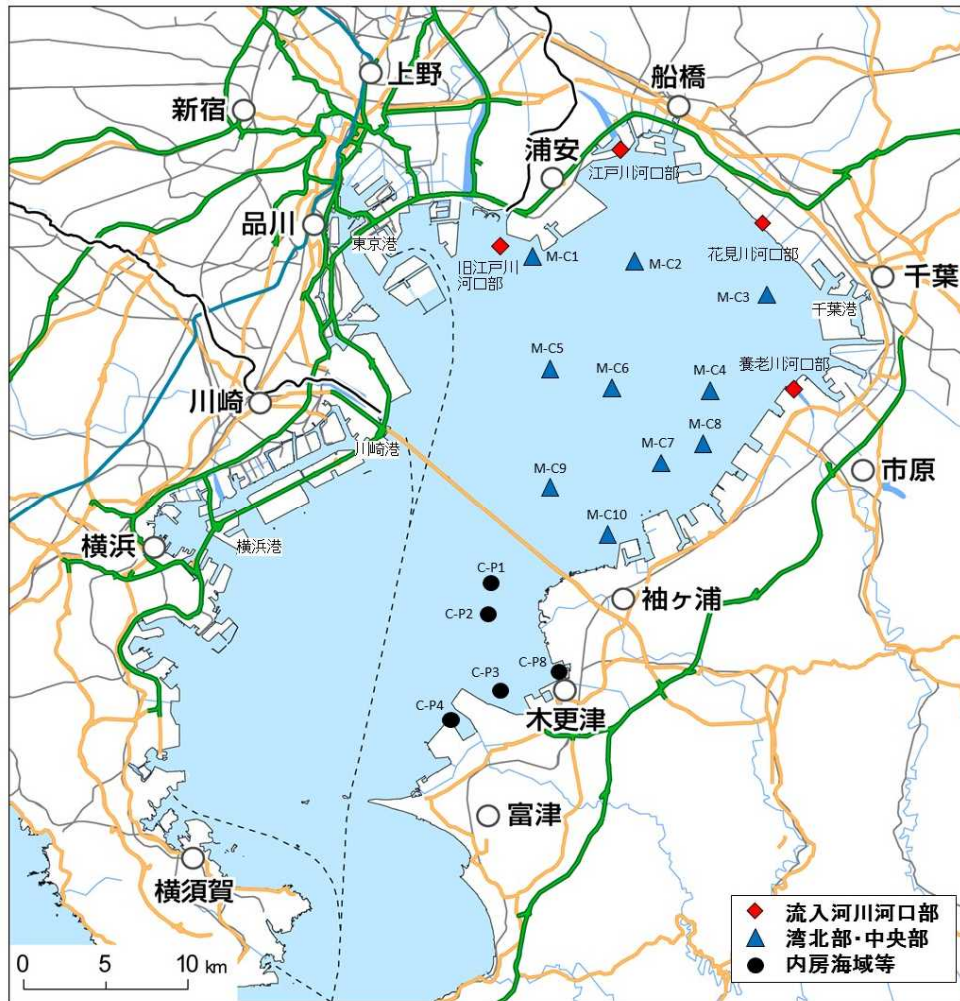 上野
船橋
新宿
浦安
江戸川河口部
品川
東京港
旧江戸川
河口部
M-C1
M-C2
花見川河口部
千葉
M-C3
千葉港
養老川河口部
M-C5
M-C6
M-C4
川崎
川崎港
M-C8
M-C7
市原
M-C9
M-C10
横浜
横浜港
C-P1
袖ヶ浦
C-P2
C-P3
C-P8
C-P4
木更津
富津
横須賀
流入河川河口部
湾北部・中央部
内房海域等
0 5 10 km